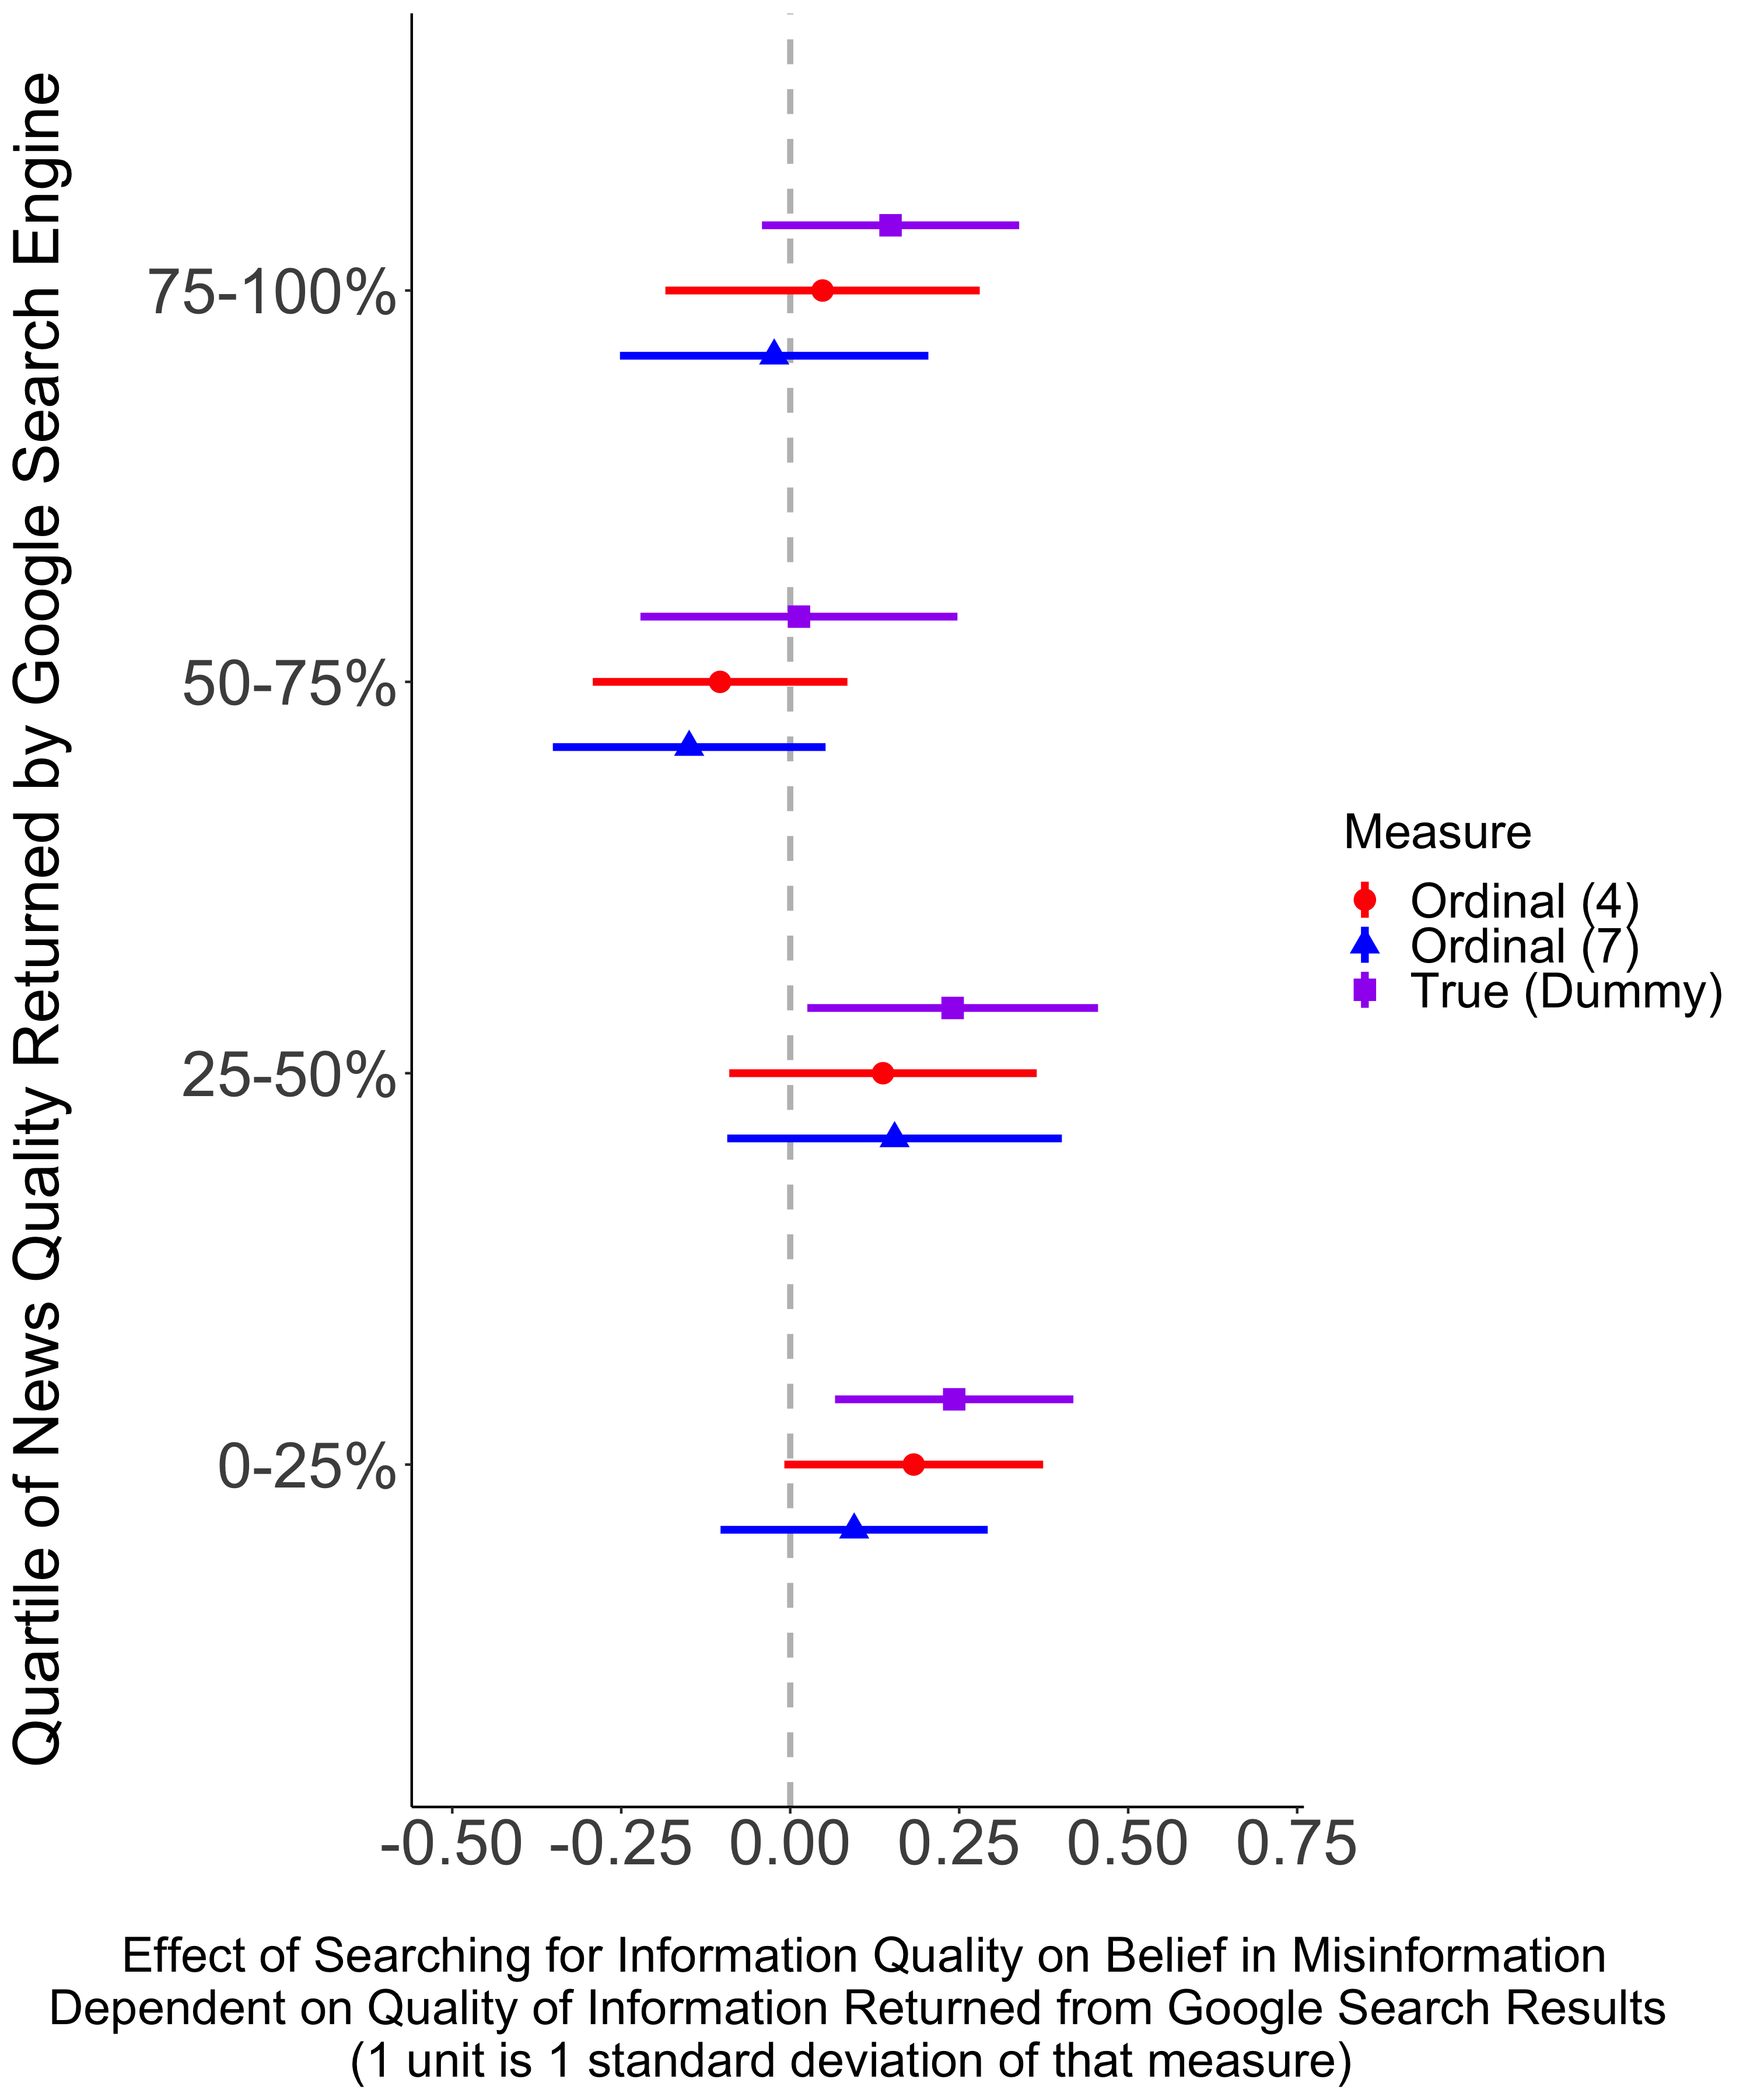 Quartile of News Quality Returned by Google Search Engine
75-100%
50-75%
25-50%
0-25%
Measure
Ordinal (4)
Ordinal (7)
True (Dummy)
-0.50 -0.25 0.00 0.25 0.50 0.75
Effect of Searching for Information Quality on Belief in Misinformation
Dependent on Quality of Information Returned from Google Search Results
(1 unit is 1 standard deviation of that measure)